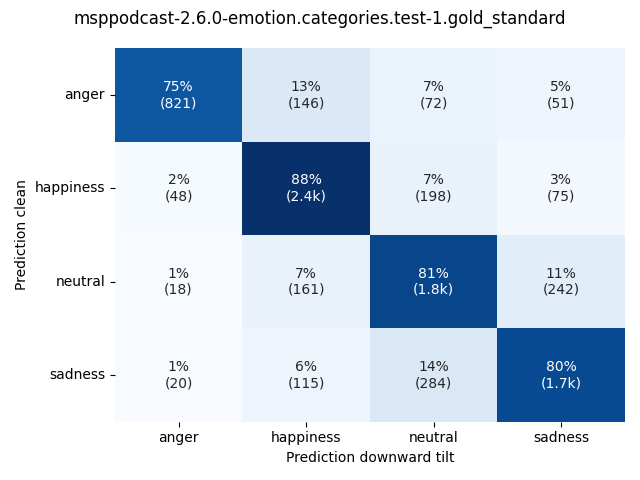 msppodcast-2.6.0-emotion.categories.test-1.gold_standard
Prediction clean
anger
75%
(821)
13%
(146)
7%
(72)
5%
(51)
happiness
2%
(48)
88%
(2.4k)
7%
(198)
3%
(75)
neutral
1%
(18)
7%
(161)
81%
(1.8k)
11%
(242)
sadness
1%
(20)
6%
(115)
14%
(284)
80%
(1.7k)
anger
happiness
neutral
sadness
Prediction downward tilt